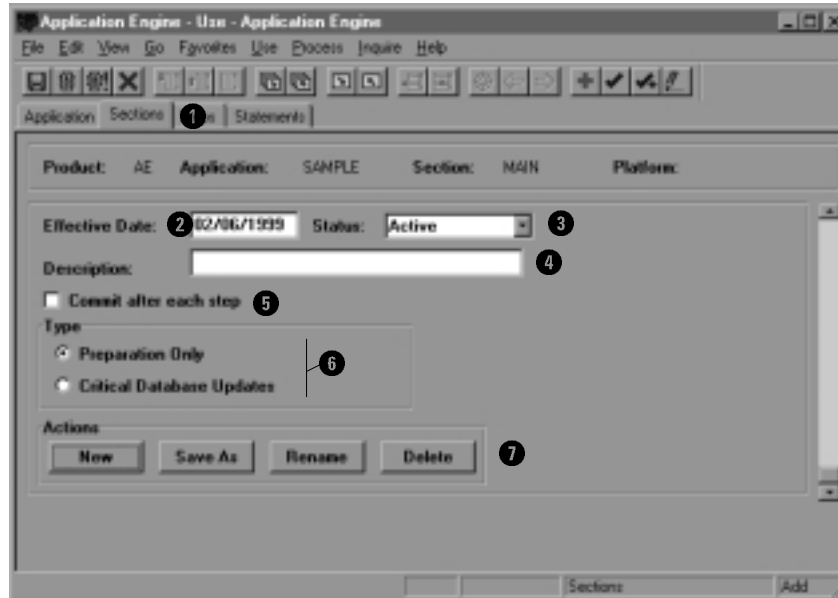 Application Engine - Use - Application Engine
File Edit View Go Favorites Use Process Inquire Help
Application Sections 1 Statements
Product: AE Application: SAMPLE Section: MAIN Platform:
Effective Date: 2 02/06/1999 Status: Active 3
Description: 4
Commit after each step 5
Type
Preparation Only
6
Critical Database Updates
Actions
New Save As Rename Delete 7
Sections Add